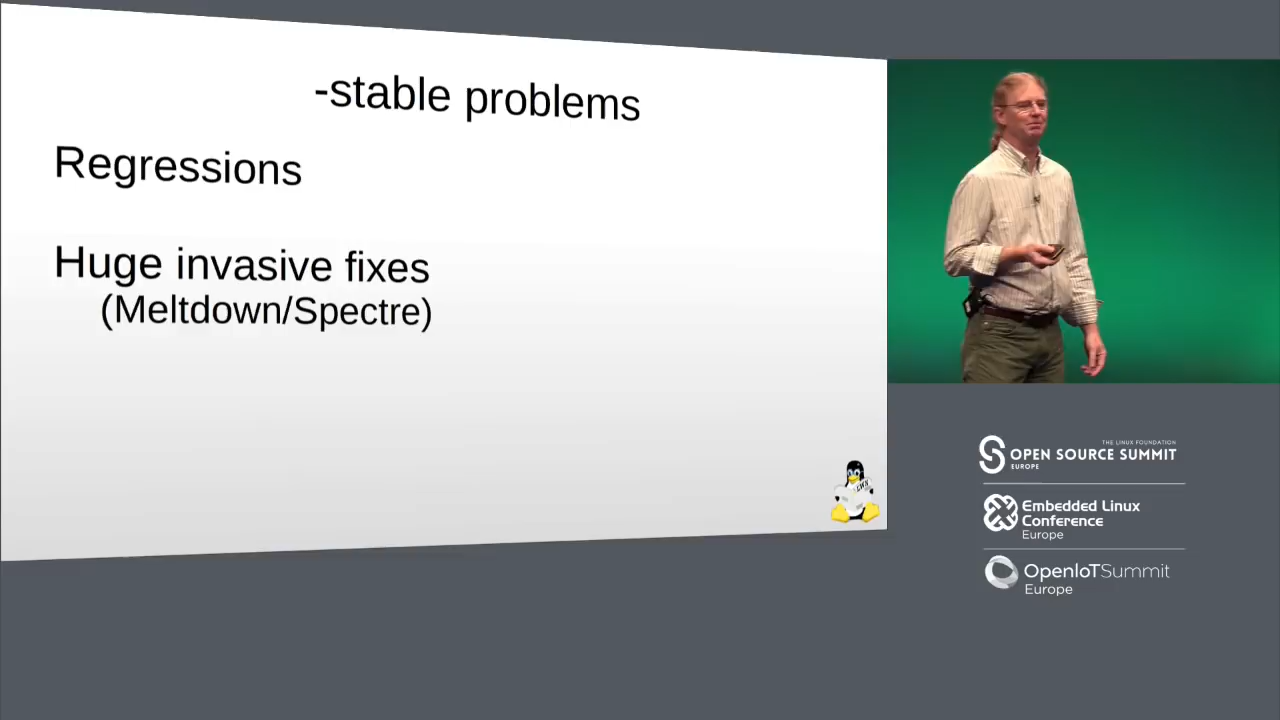 -stable problems
Regressions
Huge invasive fixes
(Meltdown/Spectre)
LWN
THE LINUX FOUNDATION
OPEN SOURCE SUMMIT
EUROPE
Embedded Linux
Conference
Europe
OpenIoTSummit
Europe